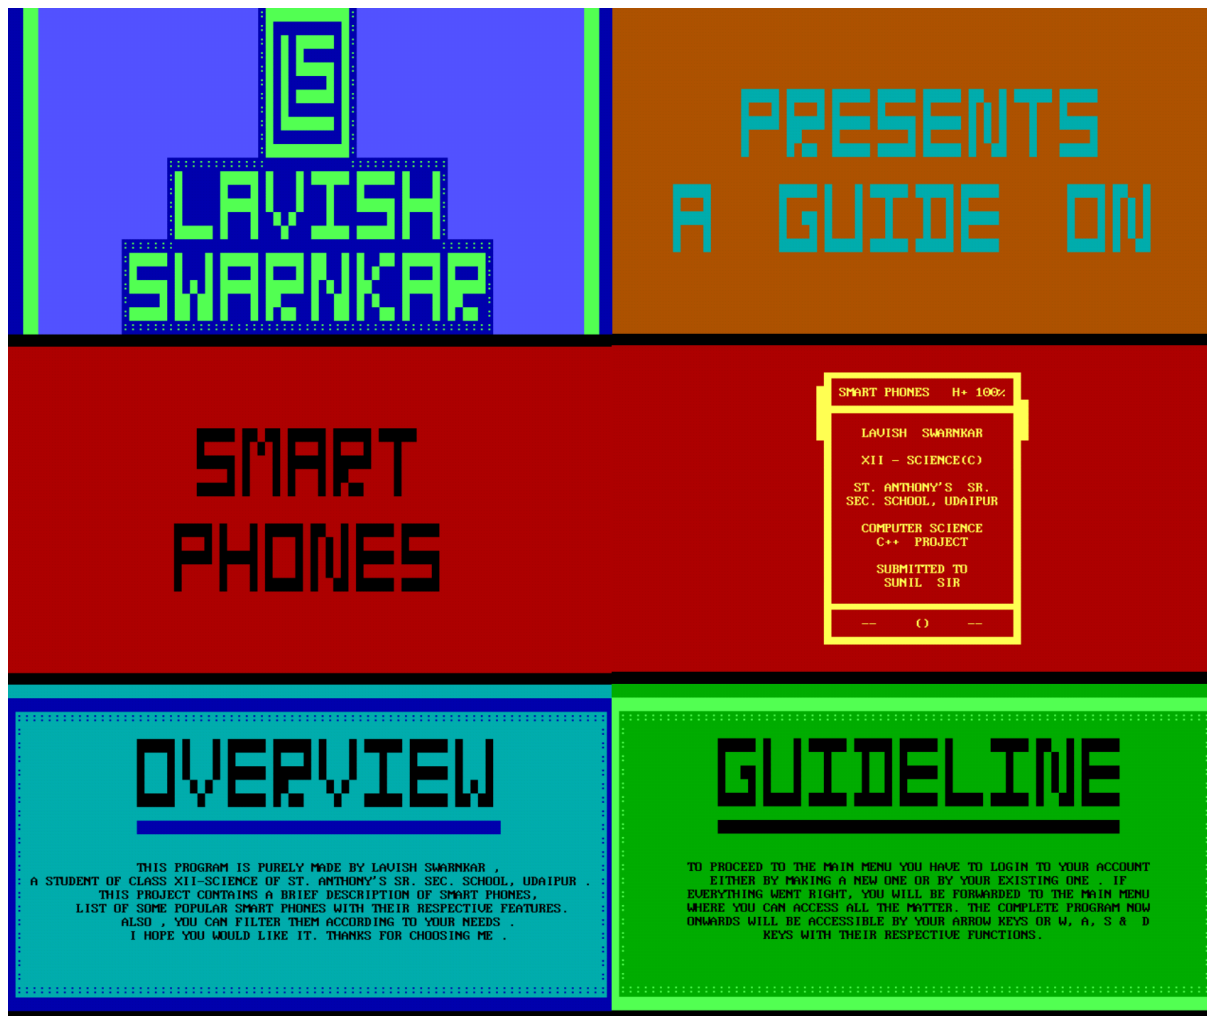 LS
LAVISH
SWARNKAR
PRESENTS
A GUIDE ON
SMART
PHONES
SMART PHONES H+ 100%
LAVISH SWARNKAR
XII - SCIENCE(C)
ST. ANTHONY'S SR.
SEC. SCHOOL, UDAIPUR
COMPUTER SCIENCE
C++ PROJECT
SUBMITTED TO
SUNIL SIR
-- () --
OVERVIEW
THIS PROGRAM IS PURELY MADE BY LAVISH SWARNKAR ,
A STUDENT OF CLASS XII-SCIENCE OF ST. ANTHONY'S SR. SEC. SCHOOL, UDAIPUR .
THIS PROJECT CONTAINS A BRIEF DESCRIPTION OF SMART PHONES,
LIST OF SOME POPULAR SMART PHONES WITH THEIR RESPECTIVE FEATURES.
ALSO , YOU CAN FILTER THEM ACCORDING TO YOUR NEEDS .
I HOPE YOU WOULD LIKE IT. THANKS FOR CHOOSING ME .
GUIDELINE
TO PROCEED TO THE MAIN MENU YOU HAVE TO LOGIN TO YOUR ACCOUNT
EITHER BY MAKING A NEW ONE OR BY YOUR EXISTING ONE . IF
EVERYTHING WENT RIGHT, YOU WILL BE FORWARDED TO THE MAIN MENU
WHERE YOU CAN ACCESS ALL THE MATTER. THE COMPLETE PROGRAM NOW
ONWARDS WILL BE ACCESSIBLE BY YOUR ARROW KEYS OR W, A, S & D
KEYS WITH THEIR RESPECTIVE FUNCTIONS.